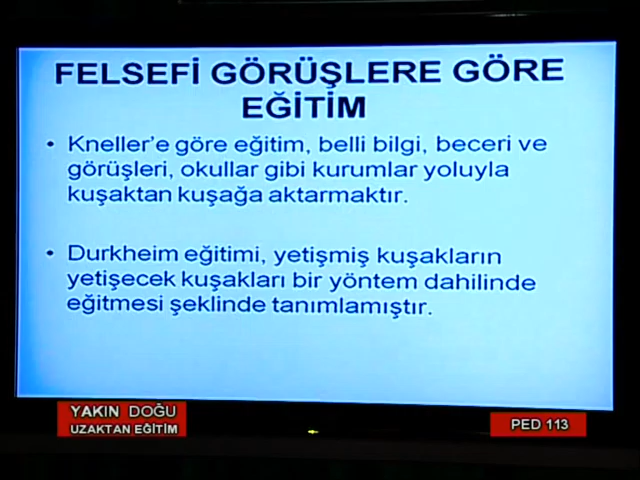 FELSEFİ GÖRÜŞLERE GÖRE
EĞİTİM
• Kneller'e göre eğitim, belli bilgi, beceri ve
görüşleri, okullar gibi kurumlar yoluyla
kuşaktan kuşağa aktarmaktır.
• Durkheim eğitimi, yetişmiş kuşakların
yetişecek kuşakları bir yöntem dahilinde
eğitmesi şeklinde tanımlamıştır.
YAKIN DOĞU
UZAKTAN EĞİTİM
PED 113